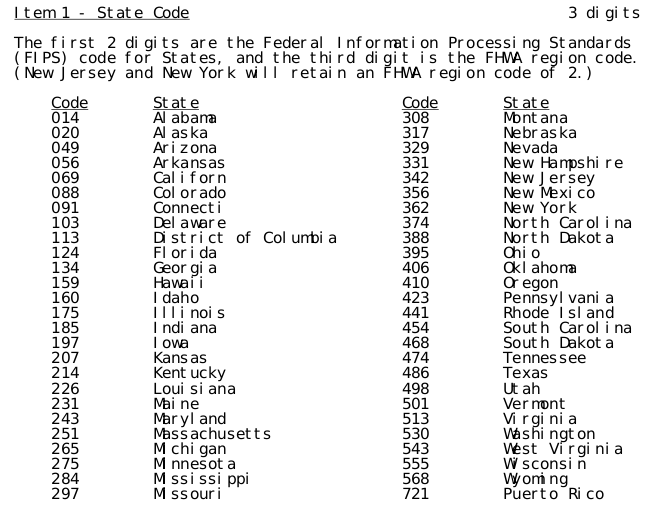 Item 1 - State Code 3 digits
The first 2 digits are the Federal Information Processing Standards
(FIPS) code for States, and the third digit is the FHWA region code.
(New Jersey and New York will retain an FHWA region code of 2.)
Code State Code State
014 Alabama 308 Montana
020 Alaska 317 Nebraska
049 Arizona 329 Nevada
056 Arkansas 331 New Hampshire
069 Californ 342 New Jersey
088 Colorado 356 New Mexico
091 Connecti 362 New York
103 Delaware 374 North Carolina
113 District of Columbia 388 North Dakota
124 Florida 395 Ohio
134 Georgia 406 Oklahoma
159 Hawaii 410 Oregon
160 Idaho 423 Pennsylvania
175 Illinois 441 Rhode Island
185 Indiana 454 South Carolina
197 Iowa 468 South Dakota
207 Kansas 474 Tennessee
214 Kentucky 486 Texas
226 Louisiana 498 Utah
231 Maine 501 Vermont
243 Maryland 513 Virginia
251 Massachusetts 530 Washington
265 Michigan 543 West Virginia
275 Minnesota 555 Wisconsin
284 Mississippi 568 Wyoming
297 Missouri 721 Puerto Rico